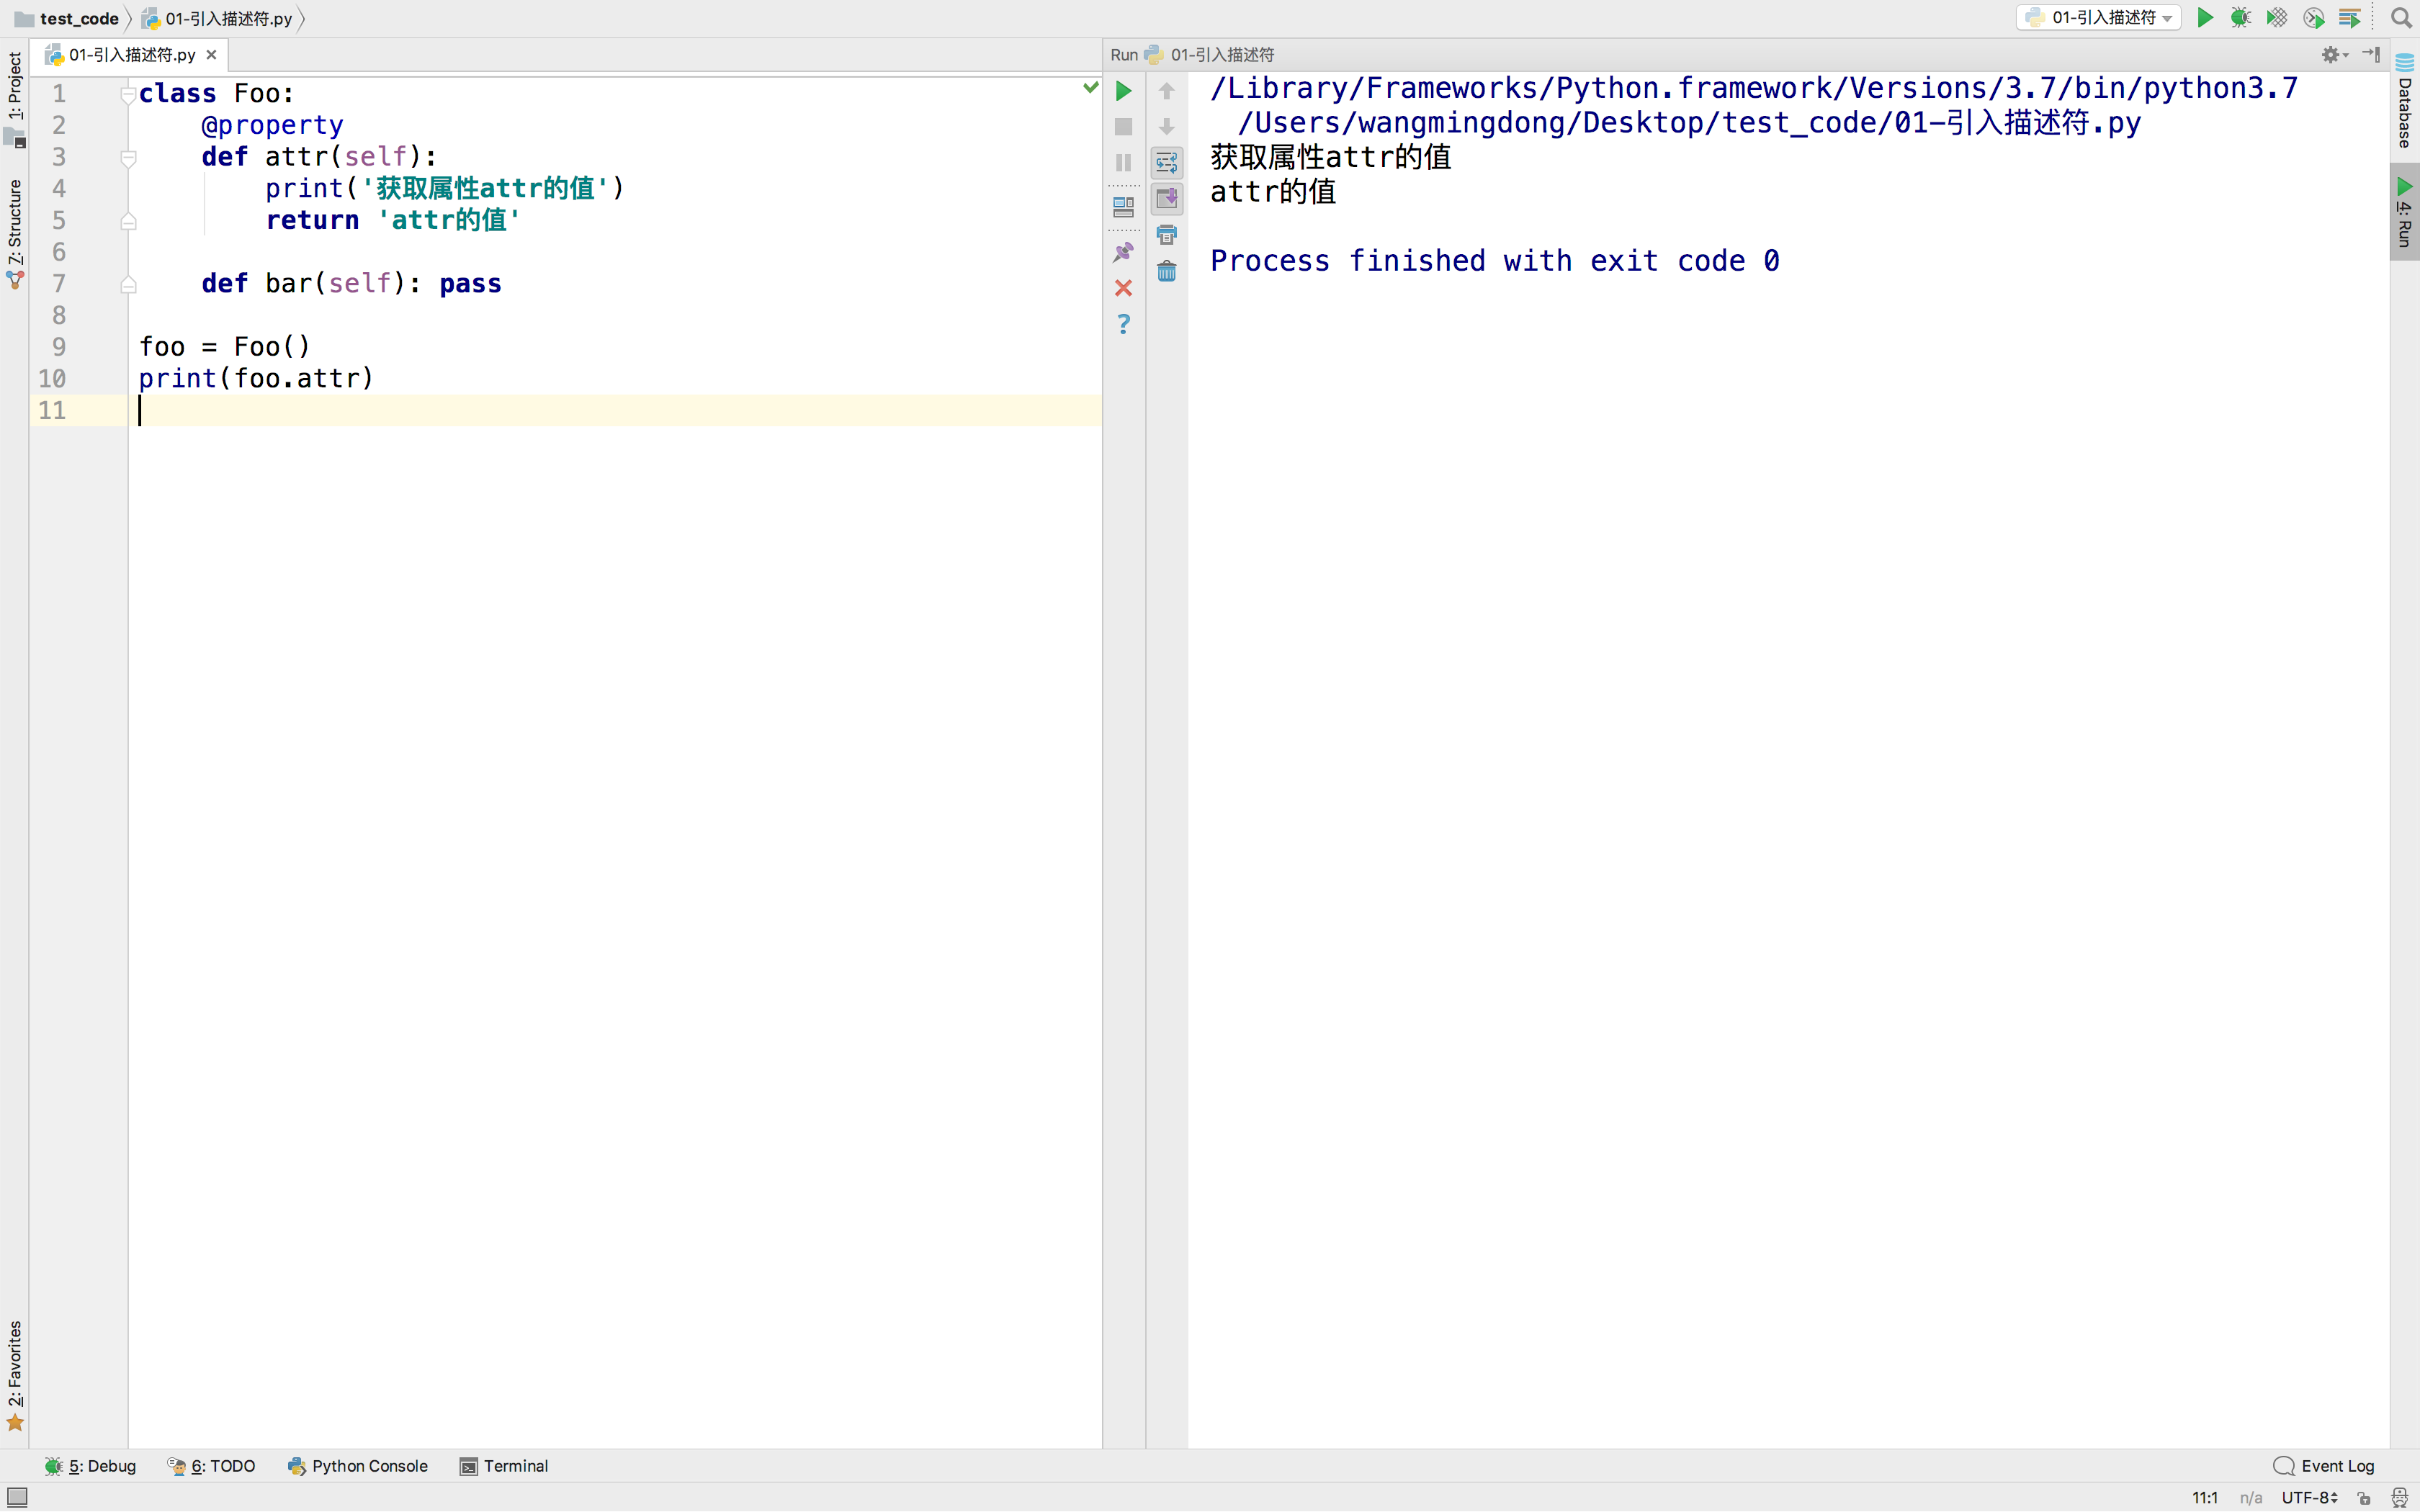 test_code
01-引入描述符.py
01-引入描述符
1: Project
7: Structure
2: Favorites
01-引入描述符.py
1 class Foo:
2 @property
3 def attr(self):
4 print('获取属性attr的值')
5 return 'attr的值'
6
7 def bar(self): pass
8
9 foo = Foo()
10 print(foo.attr)
11
Run 01-引入描述符
/Library/Frameworks/Python.framework/Versions/3.7/bin/python3.7
/Users/wangmingdong/Desktop/test_code/01-引入描述符.py
获取属性attr的值
attr的值
Process finished with exit code 0
Database
4: Run
5: Debug
6: TODO
Python Console
Terminal
Event Log
11:1
n/a
UTF-8